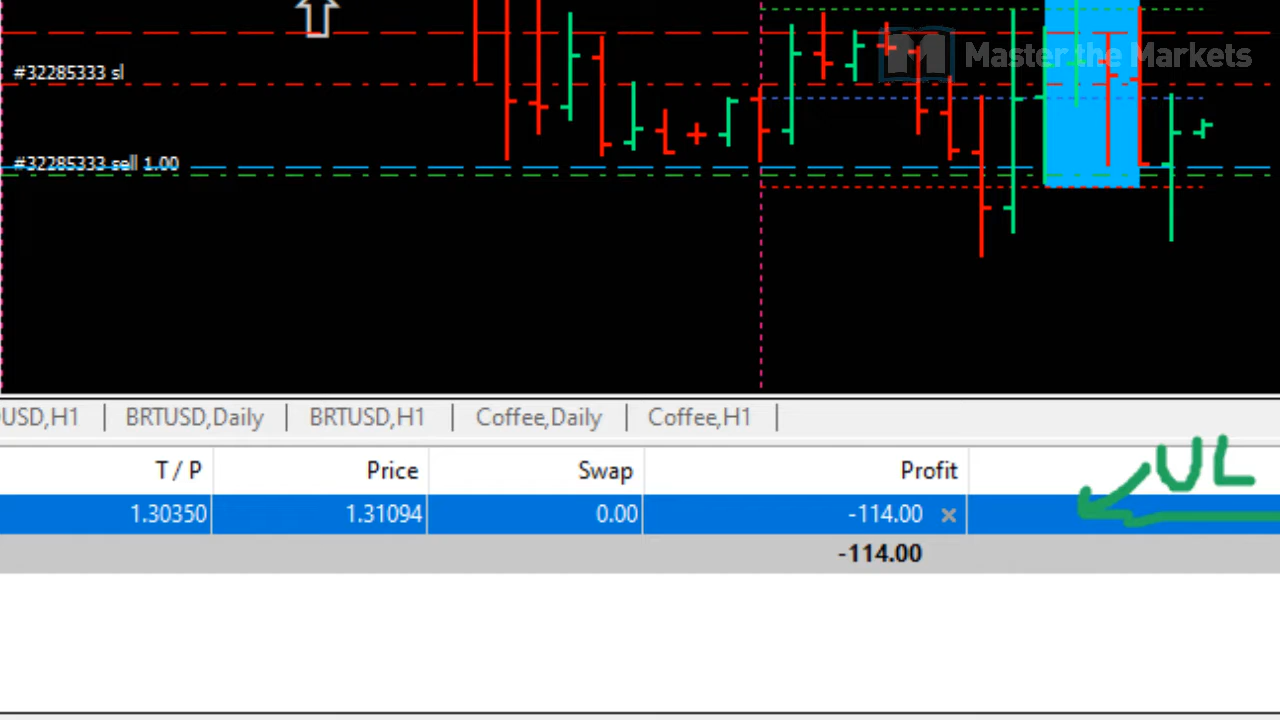 Master the Markets
#32285333 sl
#32285333 sell 1.00
USD,H1 | BRTUSD,Daily | BRTUSD,H1 | Coffee,Daily | Coffee,H1 |
T / P Price Swap Profit
UL
1.30350 1.31094 0.00 -114.00 ×
-114.00